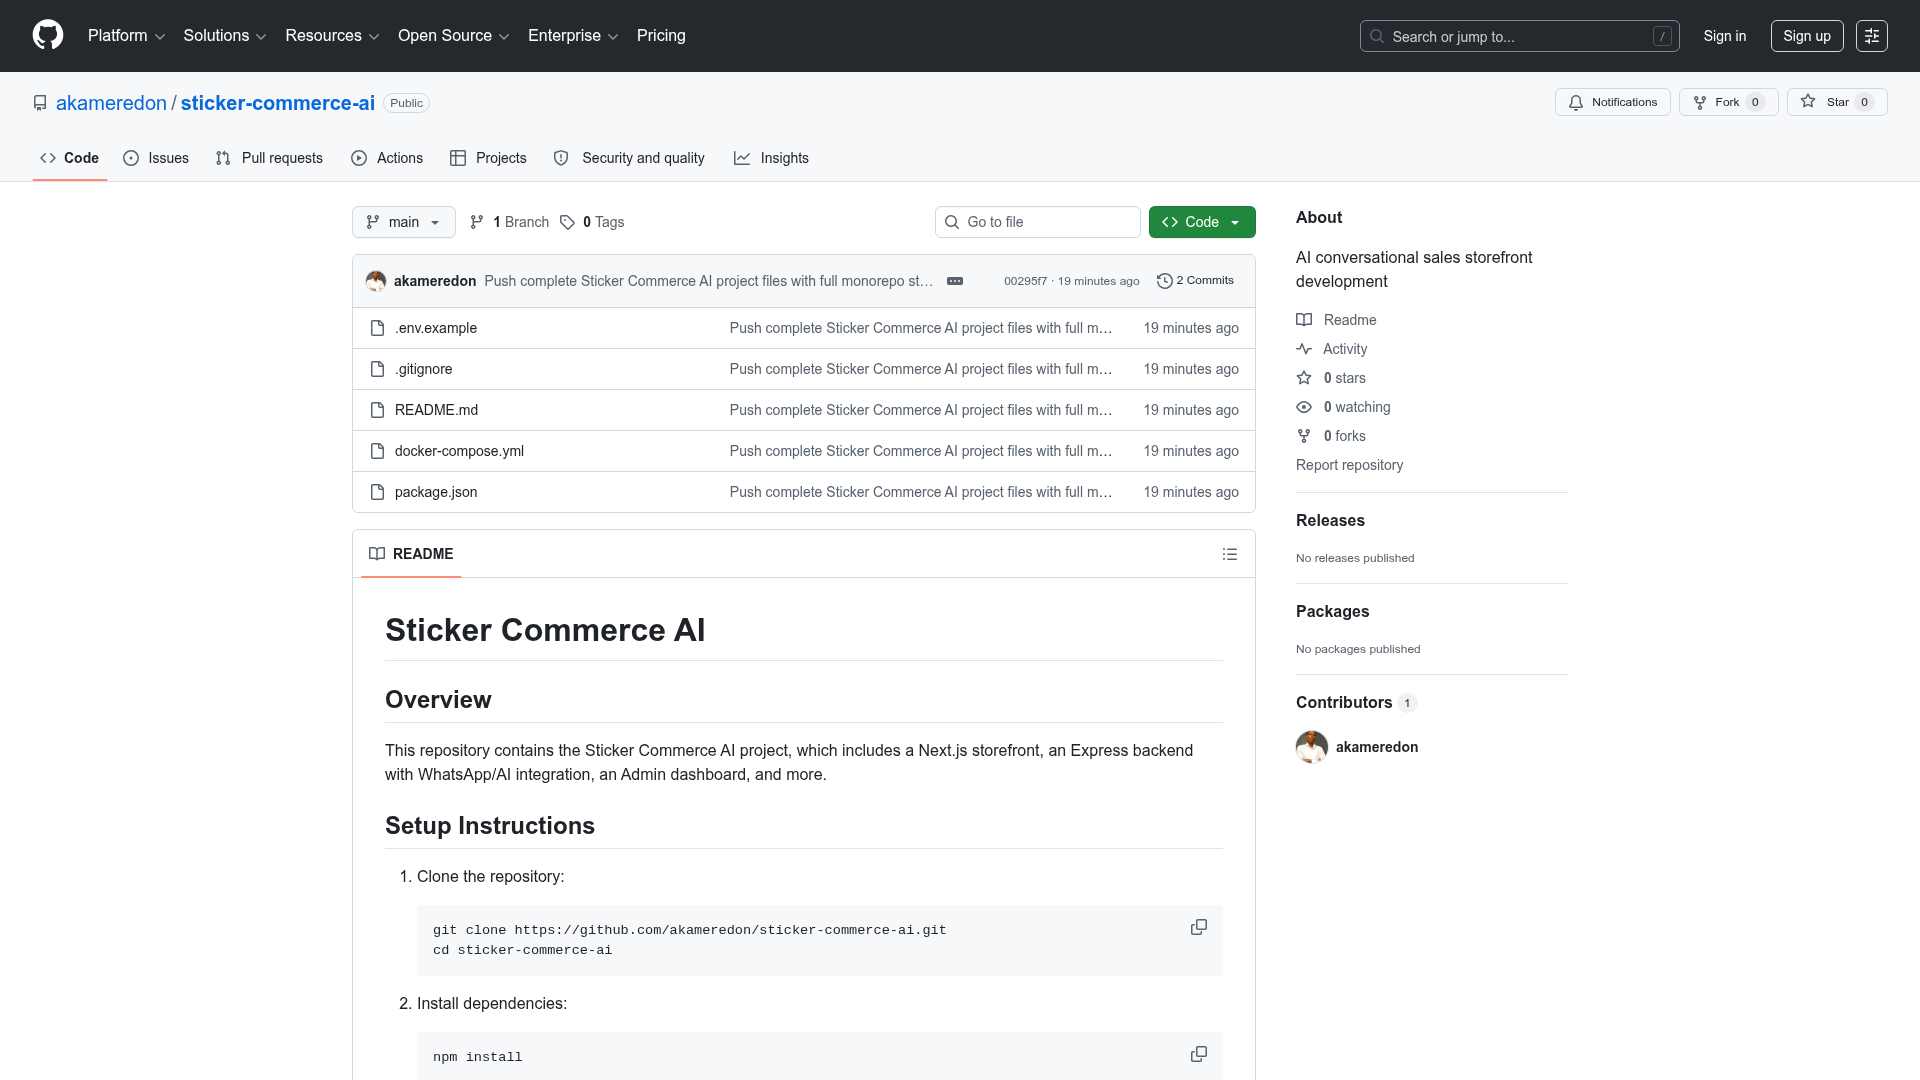 Platform Solutions Resources Open Source Enterprise Pricing Search or jump to... / Sign in Sign up
akameredon / sticker-commerce-ai Public Notifications Fork 0 Star 0
Code Issues Pull requests Actions Projects Security and quality Insights
main 1 Branch 0 Tags Go to file Code
akameredon Push complete Sticker Commerce AI project files with full monorepo st… 00295f7 · 19 minutes ago 2 Commits
.env.example Push complete Sticker Commerce AI project files with full m… 19 minutes ago
.gitignore Push complete Sticker Commerce AI project files with full m… 19 minutes ago
README.md Push complete Sticker Commerce AI project files with full m… 19 minutes ago
docker-compose.yml Push complete Sticker Commerce AI project files with full m… 19 minutes ago
package.json Push complete Sticker Commerce AI project files with full m… 19 minutes ago
README
Sticker Commerce AI
Overview
This repository contains the Sticker Commerce AI project, which includes a Next.js storefront, an Express backend
with WhatsApp/AI integration, an Admin dashboard, and more.
Setup Instructions
1. Clone the repository:
git clone https://github.com/akameredon/sticker-commerce-ai.git
cd sticker-commerce-ai
2. Install dependencies:
npm install
About
AI conversational sales storefront
development
Readme
Activity
0 stars
0 watching
0 forks
Report repository
Releases
No releases published
Packages
No packages published
Contributors 1
akameredon